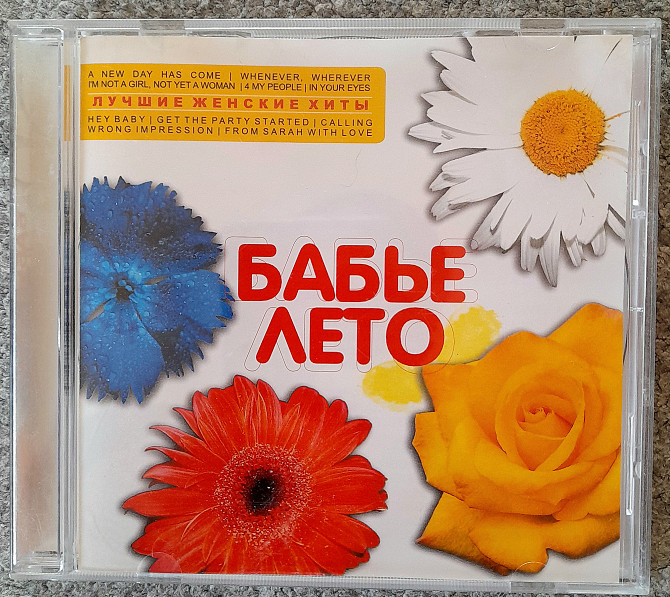 A NEW DAY HAS COME | WHENEVER, WHEREVER
I'M NOT A GIRL, NOT YET A WOMAN | 4 MY PEOPLE | IN YOUR EYES
ЛУЧШИЕ ЖЕНСКИЕ ХИТЫ
HEY BABY | GET THE PARTY STARTED | CALLING
WRONG IMPRESSION | FROM SARAH WITH LOVE
БАБЬЕ
ЛЕТО